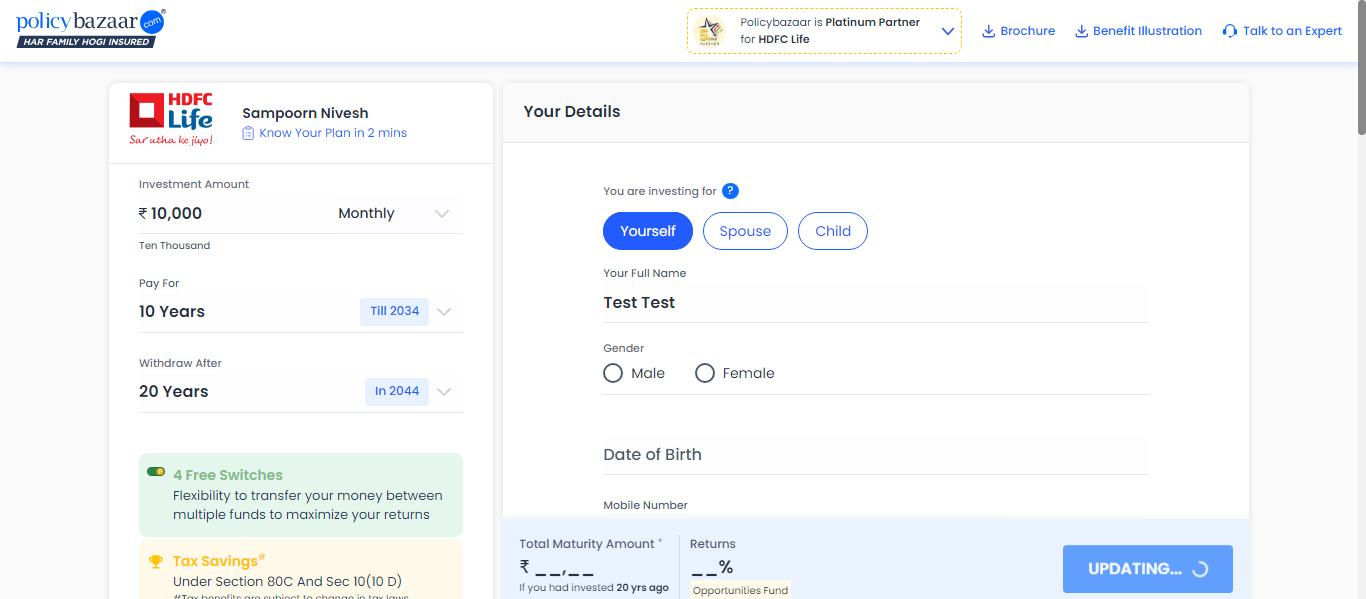 policybazaar.com
HAR FAMILY HOGI INSURED
Policybazaar is Platinum Partner
for HDFC Life
5 STAR
PARTNER
Brochure
Benefit Illustration
Talk to an Expert
HDFC
Life
Sar utha ke jiyo!
Sampoorn Nivesh
Know Your Plan in 2 mins
Investment Amount
₹ 10,000
Monthly
Ten Thousand
Pay For
10 Years
Till 2034
Withdraw After
20 Years
In 2044
4 Free Switches
Flexibility to transfer your money between
multiple funds to maximize your returns
Tax Savings#
Under Section 80C And Sec 10(10 D)
#Tax benefits are subject to change in tax laws
Your Details
You are investing for ?
Yourself
Spouse
Child
Your Full Name
Test Test
Gender
Male
Female
Date of Birth
Mobile Number
Total Maturity Amount +
₹ _ _,_ _
If you had invested 20 yrs ago
Returns
_ _%
Opportunities Fund
UPDATING...